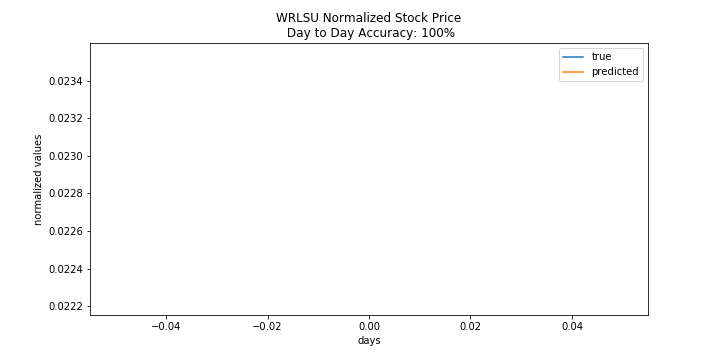 WRLSU Normalized Stock Price
Day to Day Accuracy: 100%
true
predicted
normalized values
0.0234
0.0232
0.0230
0.0228
0.0226
0.0224
0.0222
−0.04
−0.02
0.00
0.02
0.04
days